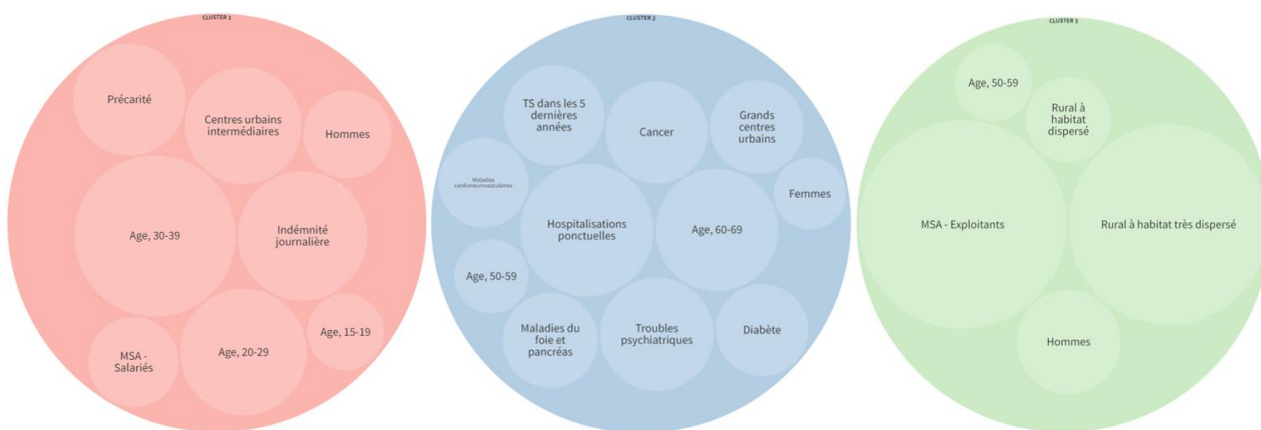 CLUSTER 1
Précarité
Centres urbains
intermédiaires
Hommes
Age, 30-39
Indémnité
journalière
MSA -
Salariés
Age, 20-29
Age, 15-19
CLUSTER 2
TS dans les 5
dernières
années
Cancer
Grands
centres
urbains
Maladies
cardioneurovasculaires
Femmes
Hospitalisations
ponctuelles
Age, 60-69
Age, 50-59
Maladies du
foie et
pancréas
Troubles
psychiatriques
Diabète
CLUSTER 3
Age, 50-59
Rural à
habitat
dispersé
MSA - Exploitants
Rural à habitat très dispersé
Hommes